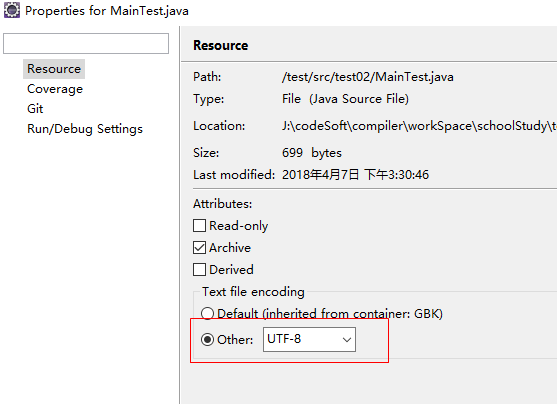 Properties for MainTest.java
Resource
Coverage
Git
Run/Debug Settings
Resource
Path: /test/src/test02/MainTest.java
Type: File (Java Source File)
Location: J:\codeSoft\compiler\workSpace\schoolStudy\t
Size: 699 bytes
Last modified: 2018年4月7日 下午3:30:46
Attributes:
Read-only
Archive
Derived
Text file encoding
Default (inherited from container: GBK)
Other: UTF-8